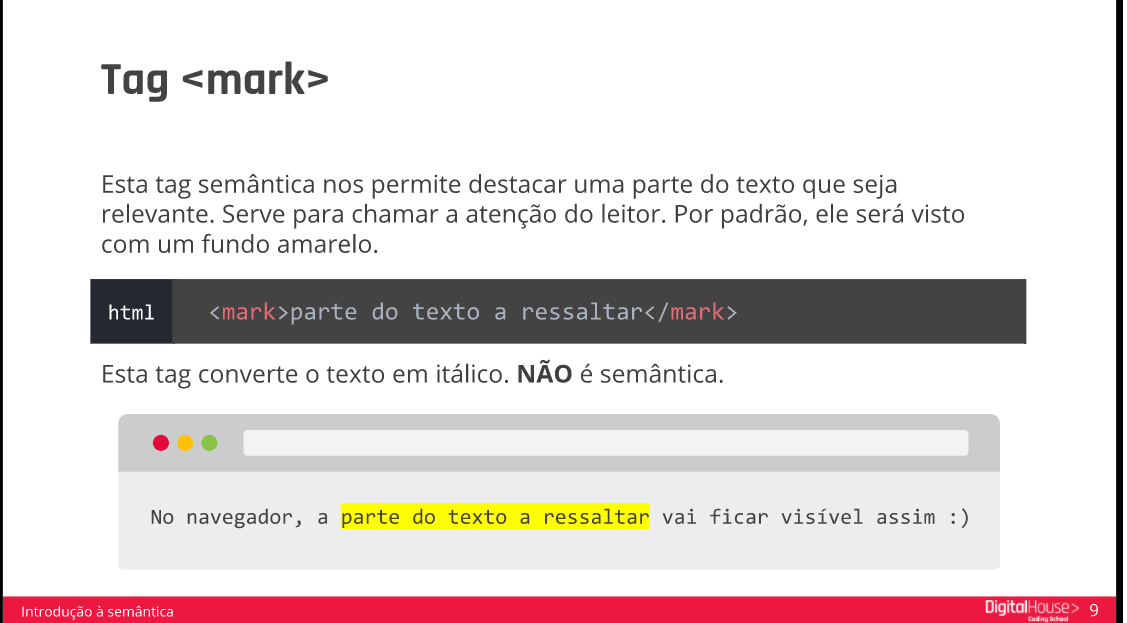 Tag <mark>
Esta tag semântica nos permite destacar uma parte do texto que seja
relevante. Serve para chamar a atenção do leitor. Por padrão, ele será visto
com um fundo amarelo.
html <mark>parte do texto a ressaltar</mark>
Esta tag converte o texto em itálico. NÃO é semântica.
No navegador, a parte do texto a ressaltar vai ficar visível assim :)
Introdução à semântica
DigitalHouse> 9
Coding School